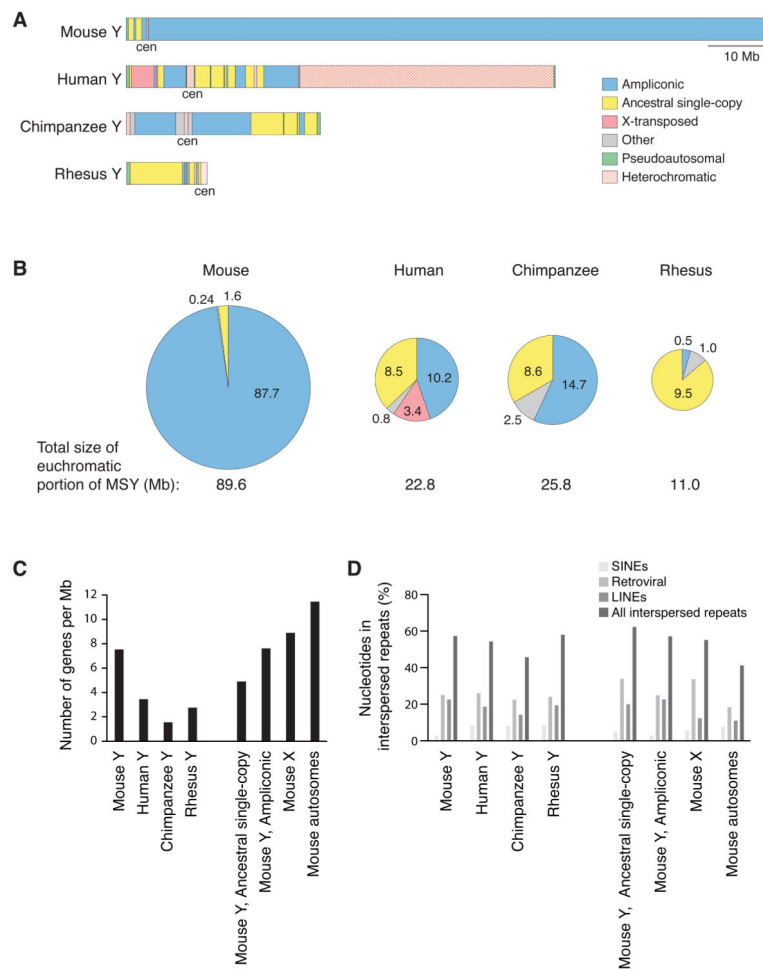 A
Mouse Y
cen
10 Mb
Human Y
cen
Chimpanzee Y
cen
Rhesus Y
cen
Ampliconic
Ancestral single-copy
X-transposed
Other
Pseudoautosomal
Heterochromatic
B
Mouse
Human
Chimpanzee
Rhesus
0.24
1.6
87.7
8.5
10.2
0.8
3.4
8.6
14.7
2.5
0.5
1.0
9.5
Total size of
euchromatic
portion of MSY (Mb):
89.6
22.8
25.8
11.0
C
Number of genes per Mb
12
10
8
6
4
2
0
Mouse Y
Human Y
Chimpanzee Y
Rhesus Y
Mouse Y, Ancestral single-copy
Mouse Y, Ampliconic
Mouse X
Mouse autosomes
D
SINEs
Retroviral
LINEs
All interspersed repeats
Nucleotides in
interspersed repeats (%)
80
60
40
20
0
Mouse Y
Human Y
Chimpanzee Y
Rhesus Y
Mouse Y, Ancestral single-copy
Mouse Y, Ampliconic
Mouse X
Mouse autosomes